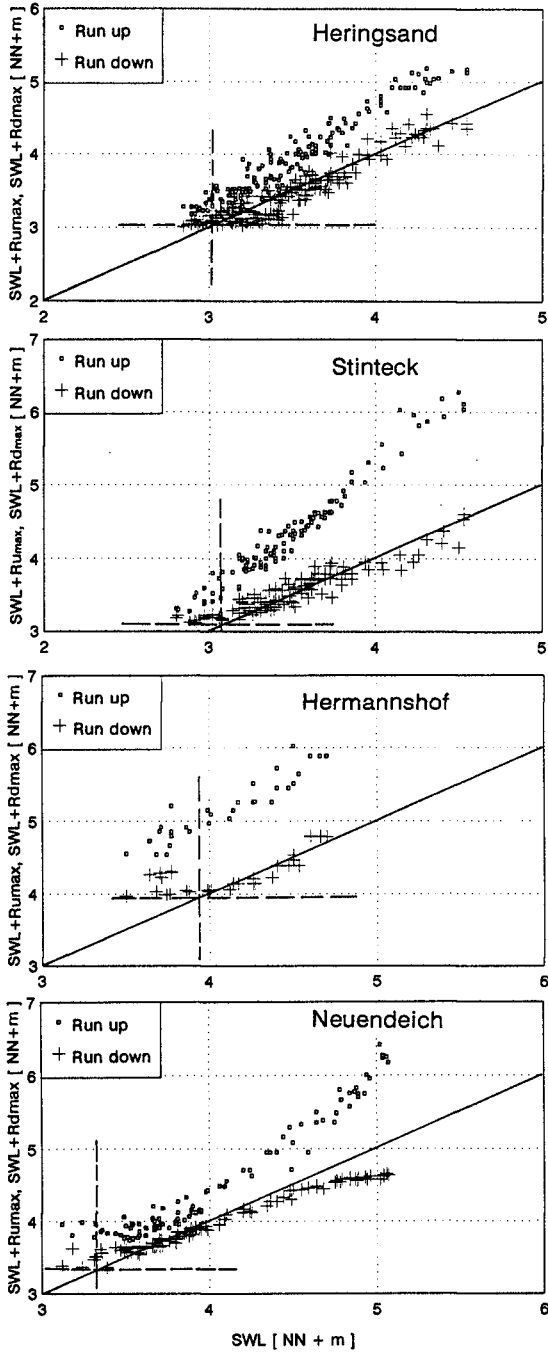 SWL+Rumax, SWL+Rdmax [ NN+m ]
6
5
4
3
2
Run up
Run down
Heringsand
2
3
4
5
SWL+Rumax, SWL+Rdmax [ NN+m ]
7
6
5
4
3
Run up
Run down
Stinteck
2
3
4
5
SWL+Rumax, SWL+Rdmax [ NN+m ]
7
6
5
4
3
Run up
Run down
Hermannshof
3
4
5
6
SWL+Rumax, SWL+Rdmax [ NN+m ]
7
6
5
4
3
Run up
Run down
Neuendeich
3
4
5
6
SWL [ NN + m ]